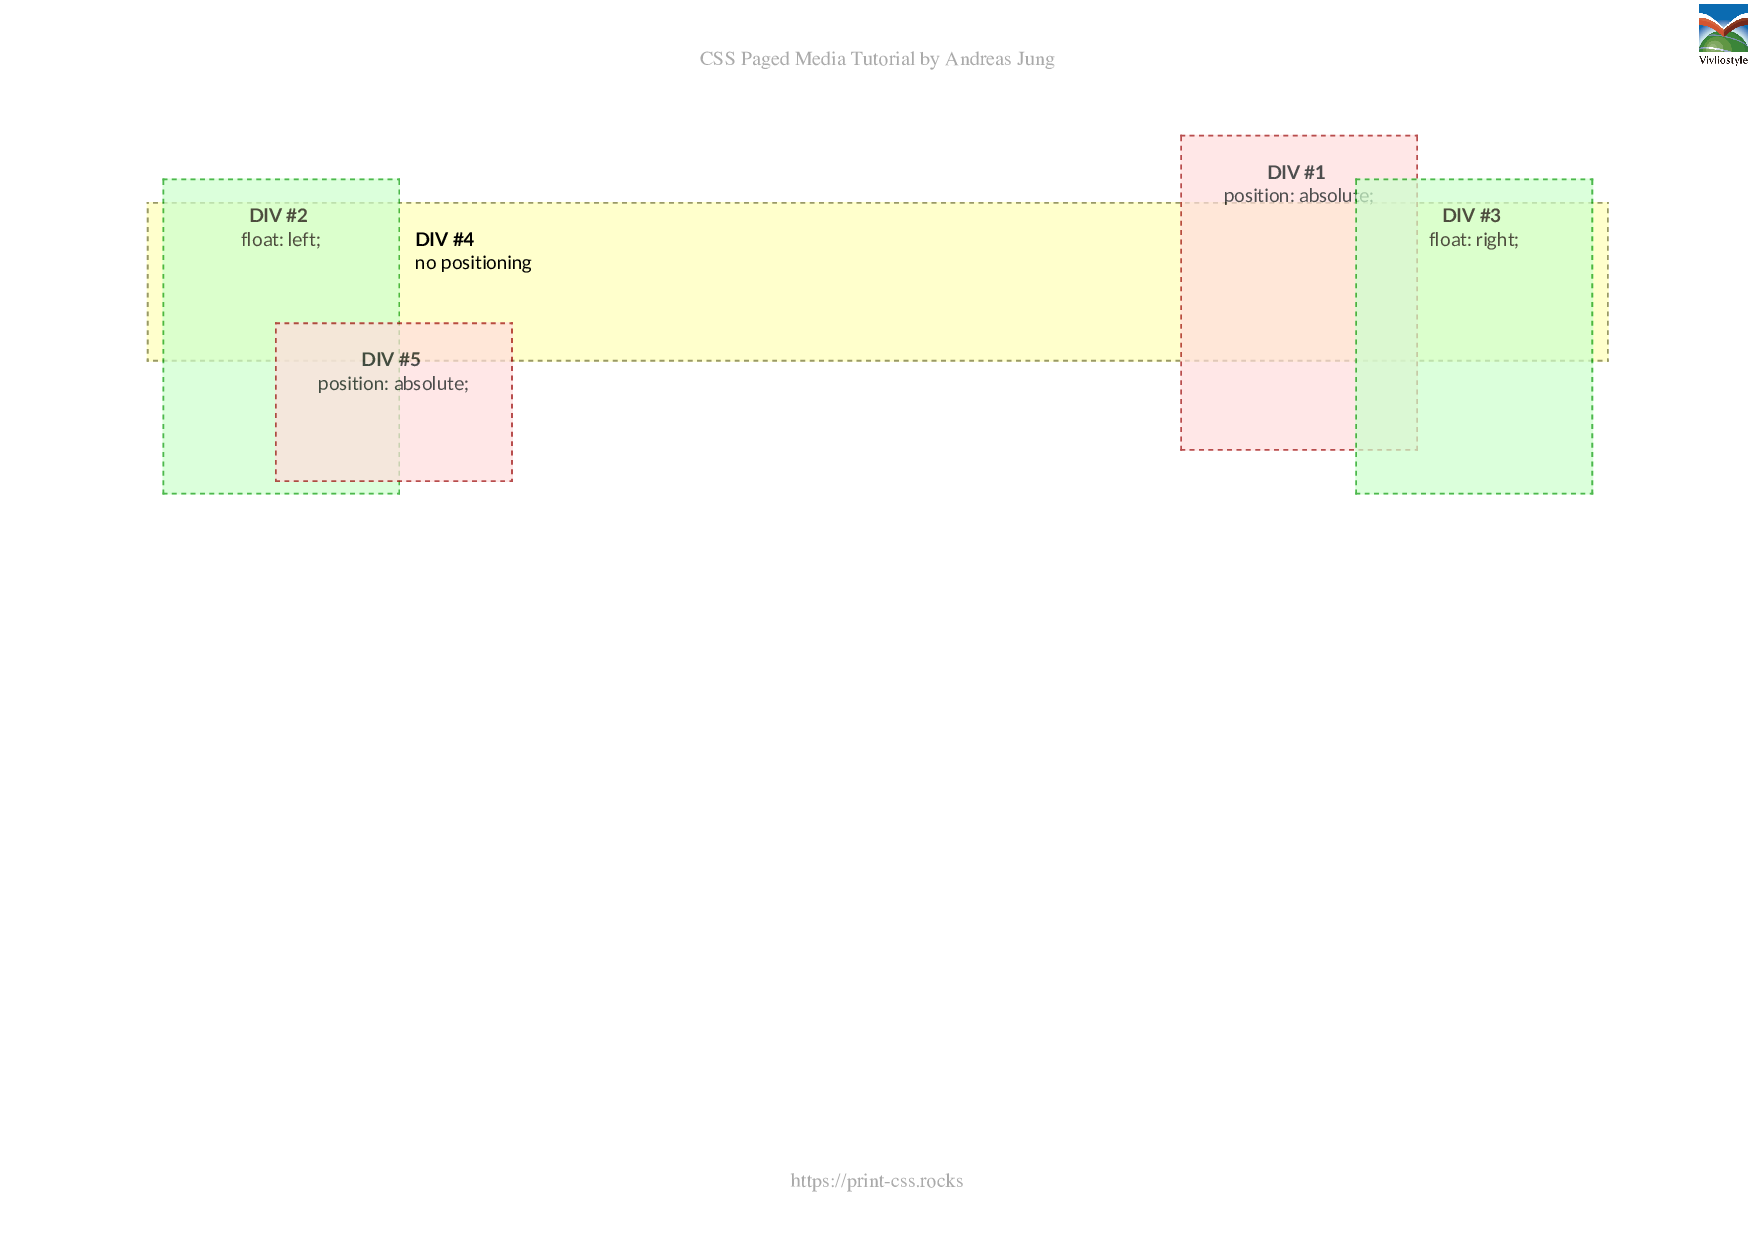 Vivliostyle
CSS Paged Media Tutorial by Andreas Jung
DIV #1
position: absolute;
DIV #2
float: left;
DIV #3
float: right;
DIV #4
no positioning
DIV #5
position: absolute;
https://print-css.rocks